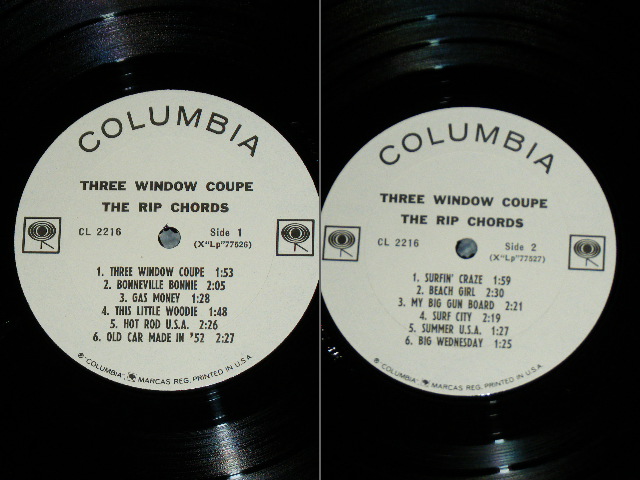 COLUMBIA
THREE WINDOW COUPE
THE RIP CHORDS
CL 2216
Side 1
(X"Lp"77526)
1. THREE WINDOW COUPE 1:53
2. BONNEVILLE BONNIE 2:05
3. GAS MONEY 1:28
4. THIS LITTLE WOODIE 1:48
5. HOT ROD U.S.A. 2:26
6. OLD CAR MADE IN '52 2:27
® "COLUMBIA", MARCAS REG. PRINTED IN U.S.A.
COLUMBIA
THREE WINDOW COUPE
THE RIP CHORDS
CL 2216
Side 2
(X"Lp"77527)
1. SURFIN' CRAZE 1:59
2. BEACH GIRL 2:30
3. MY BIG GUN BOARD 2:21
4. SURF CITY 2:19
5. SUMMER U.S.A. 1:27
6. BIG WEDNESDAY 1:25
® "COLUMBIA", MARCAS REG. PRINTED IN U.S.A.